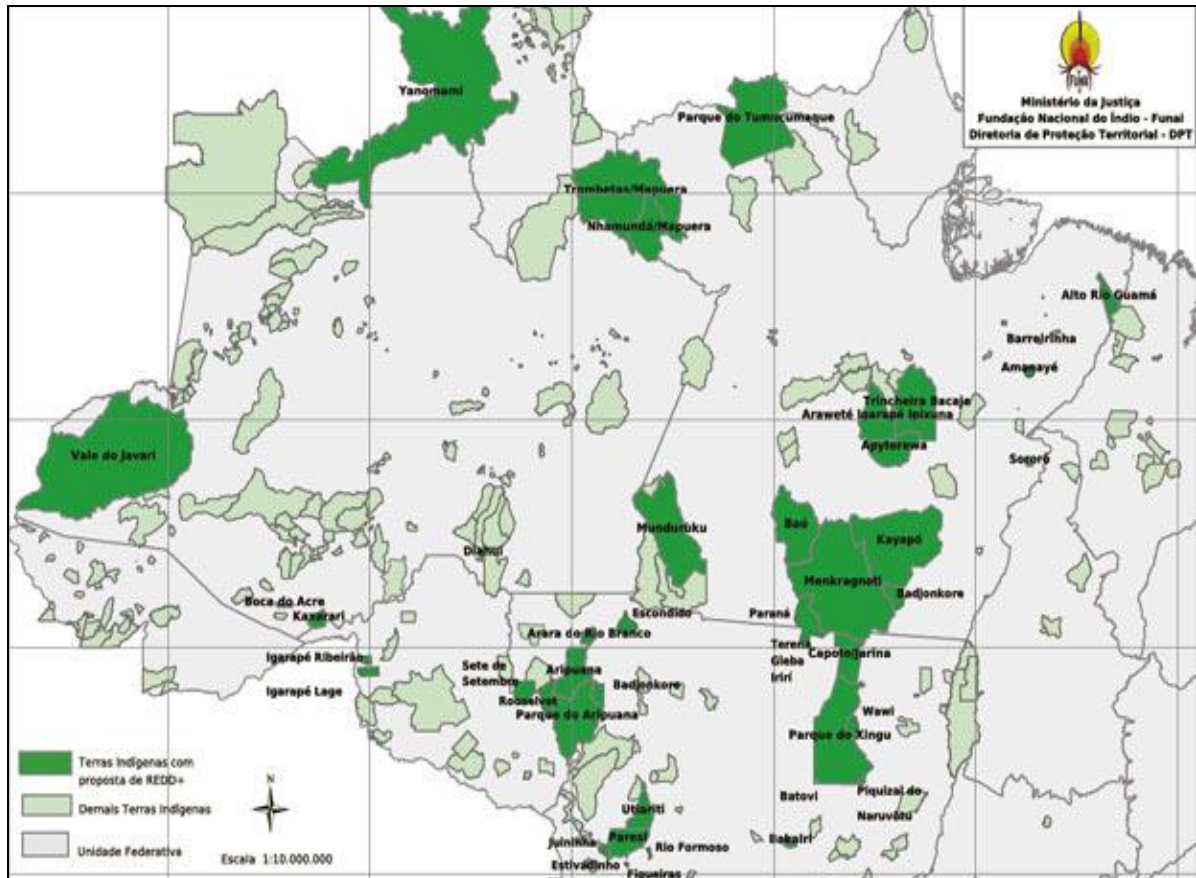 FUNAI
Ministério da Justiça
Fundação Nacional do Índio - Funai
Diretoria de Proteção Territorial - DPT
Yanomami
Parque do Tumucumaque
Trombetas/Mapuera
Nhamundá/Mapuera
Alto Rio Guamá
Barreirinha
Amanayé
Trincheira Bacaja
Araweté Igarapé Ipixuna
Apyterewa
Sororó
Vale do Javari
Munduruku
Baú
Kayapó
Diahui
Menkragnoti
Badjonkore
Boca do Acre
Kaxarari
Escondido
Paraná
Arara do Rio Branco
Terena
Gleba
Iriri
Capoto/Jarina
Igarapé Ribeirão
Sete de
Setembro
Aripuana
Igarapé Lage
Roosevelt
Badjonkore
Parque do Aripuana
Wawi
Parque do Xingu
Batovi
Piquizal do
Naruvôtu
Utiariti
Juininha
Paresi
Rio Formoso
Bakairi
Estivadinho
Figueiras
Terras Indígenas com
proposta de REDD+
Demais Terras Indígenas
Unidade Federativa
N
Escala 1:10.000.000